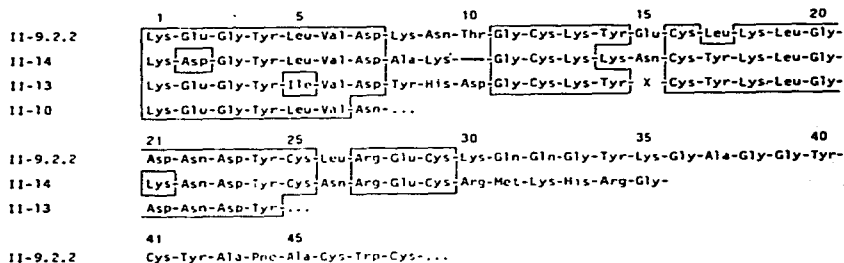 1 5 10 15 20
II-9.2.2 Lys-Glu-Gly-Tyr-Leu-Val-Asp-Lys-Asn-Thr-Gly-Cys-Lys-Tyr-Glu-Cys-Leu-Lys-Leu-Gly-
II-14 Lys-Asp-Gly-Tyr-Leu-Val-Asp-Ala-Lys-—-Gly-Cys-Lys-Lys-Asn-Cys-Tyr-Lys-Leu-Gly-
II-13 Lys-Glu-Gly-Tyr-Ile-Val-Asp-Tyr-His-Asp-Gly-Cys-Lys-Tyr-X-Cys-Tyr-Lys-Leu-Gly-
II-10 Lys-Glu-Gly-Tyr-Leu-Val-Asn-...
21 25 30 35 40
II-9.2.2 Asp-Asn-Asp-Tyr-Cys-Leu-Arg-Glu-Cys-Lys-Gln-Gln-Gly-Tyr-Lys-Gly-Ala-Gly-Gly-Tyr-
II-14 Lys-Asn-Asp-Tyr-Cys-Asn-Arg-Glu-Cys-Arg-Met-Lys-His-Arg-Gly-
II-13 Asp-Asn-Asp-Tyr-...
41 45
II-9.2.2 Cys-Tyr-Ala-Phe-Ala-Cys-Trp-Cys-...